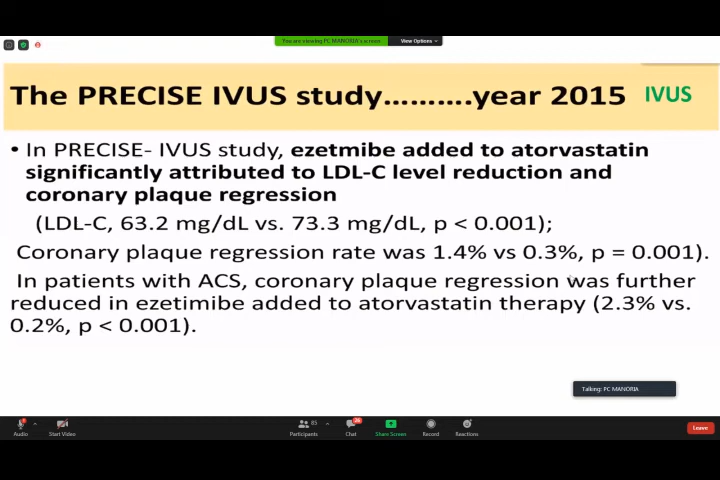 You are viewing PC MANORIA's screen View Options
The PRECISE IVUS study..........year 2015 IVUS
• In PRECISE- IVUS study, ezetmibe added to atorvastatin
significantly attributed to LDL-C level reduction and
coronary plaque regression
(LDL-C, 63.2 mg/dL vs. 73.3 mg/dL, p < 0.001);
Coronary plaque regression rate was 1.4% vs 0.3%, p = 0.001).
In patients with ACS, coronary plaque regression was further
reduced in ezetimibe added to atorvastatin therapy (2.3% vs.
0.2%, p < 0.001).
Talking: PC MANORIA
Audio Start Video Participants 85 Chat Share Screen Record Reactions Leave